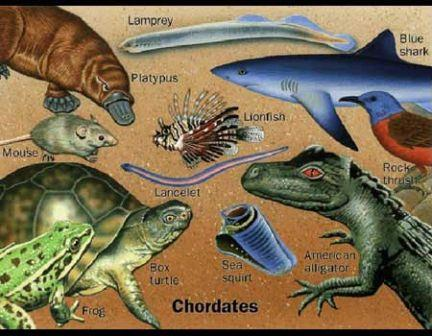 Lamprey
Blue
shark
Platypus
Lionfish
Mouse
Rock
thrush
Lancelet
Box
turtle
Sea
squirt
American
alligator
Frog
Chordates